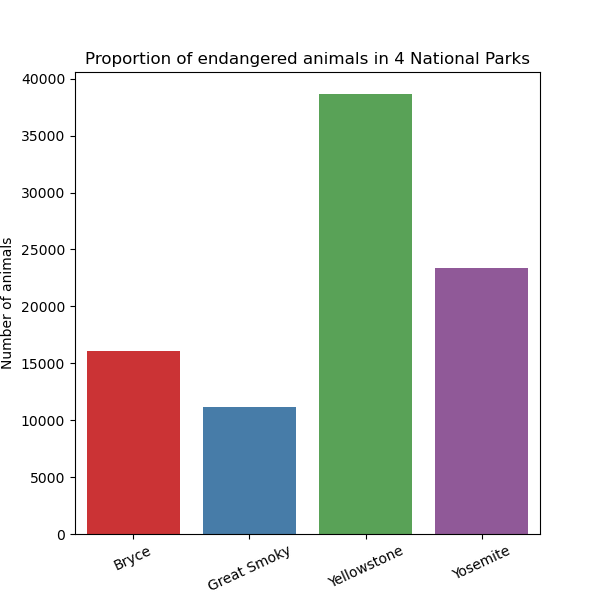 Proportion of endangered animals in 4 National Parks
Number of animals
40000
35000
30000
25000
20000
15000
10000
5000
0
Bryce
Great Smoky
Yellowstone
Yosemite